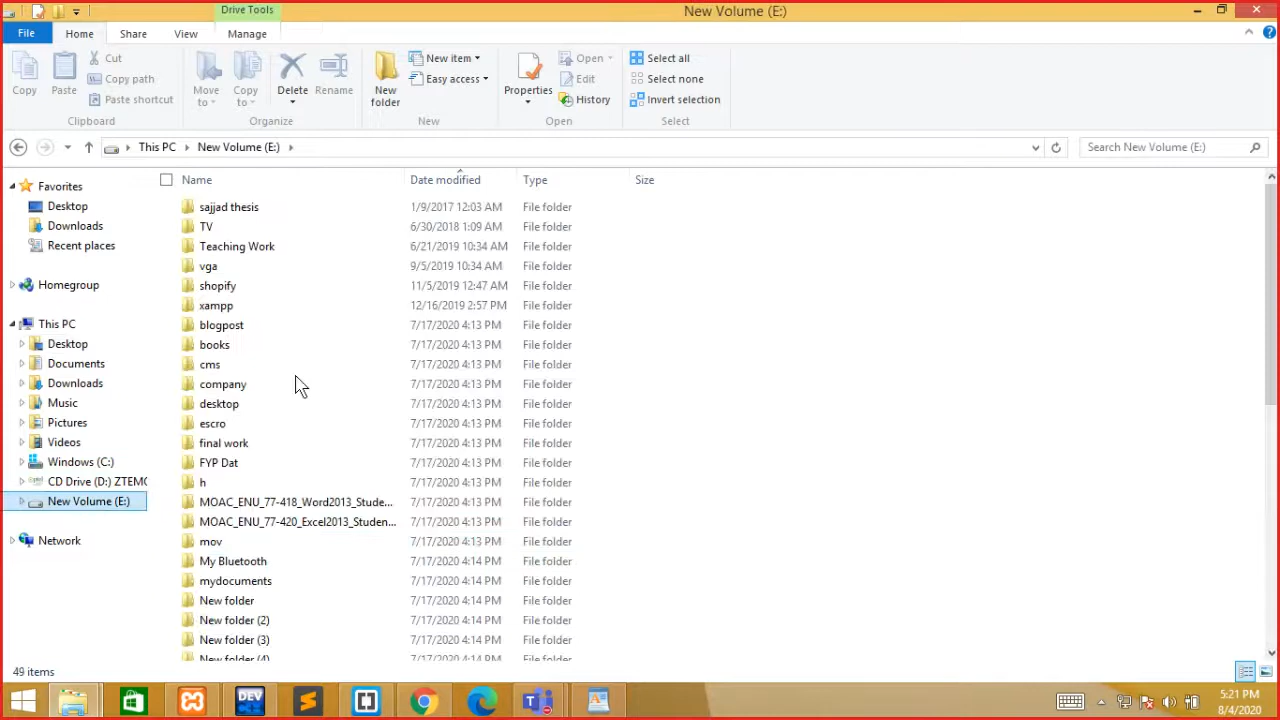 Drive Tools
New Volume (E:)
File Home Share View Manage
Copy
Paste
Cut
Copy path
Paste shortcut
Clipboard
Move to
Copy to
Delete
Rename
Organize
New folder
New item
Easy access
New
Properties
Open
Edit
History
Open
Select all
Select none
Invert selection
Select
This PC New Volume (E:)
Search New Volume (E:)
Favorites
Desktop
Downloads
Recent places
Homegroup
This PC
Desktop
Documents
Downloads
Music
Pictures
Videos
Windows (C:)
CD Drive (D:) ZTEMO
New Volume (E:)
Network
Name Date modified Type Size
sajjad thesis 1/9/2017 12:03 AM File folder
TV 6/30/2018 1:09 AM File folder
Teaching Work 6/21/2019 10:34 AM File folder
vga 9/5/2019 10:34 AM File folder
shopify 11/5/2019 12:47 AM File folder
xampp 12/16/2019 2:57 PM File folder
blogpost 7/17/2020 4:13 PM File folder
books 7/17/2020 4:13 PM File folder
cms 7/17/2020 4:13 PM File folder
company 7/17/2020 4:13 PM File folder
desktop 7/17/2020 4:13 PM File folder
escro 7/17/2020 4:13 PM File folder
final work 7/17/2020 4:13 PM File folder
FYP Dat 7/17/2020 4:13 PM File folder
h 7/17/2020 4:13 PM File folder
MOAC_ENU_77-418_Word2013_Stude... 7/17/2020 4:13 PM File folder
MOAC_ENU_77-420_Excel2013_Studen... 7/17/2020 4:13 PM File folder
mov 7/17/2020 4:13 PM File folder
My Bluetooth 7/17/2020 4:14 PM File folder
mydocuments 7/17/2020 4:14 PM File folder
New folder 7/17/2020 4:14 PM File folder
New folder (2) 7/17/2020 4:14 PM File folder
New folder (3) 7/17/2020 4:14 PM File folder
New folder (4) 7/17/2020 4:14 PM File folder
49 items
DEV
5:21 PM
8/4/2020